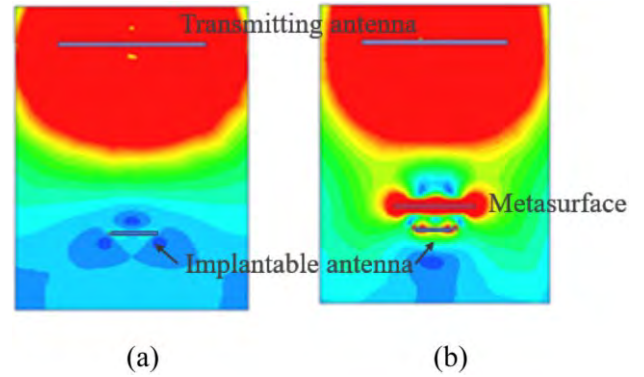 Transmitting antenna
Metasurface
Implantable antenna
(a)
(b)